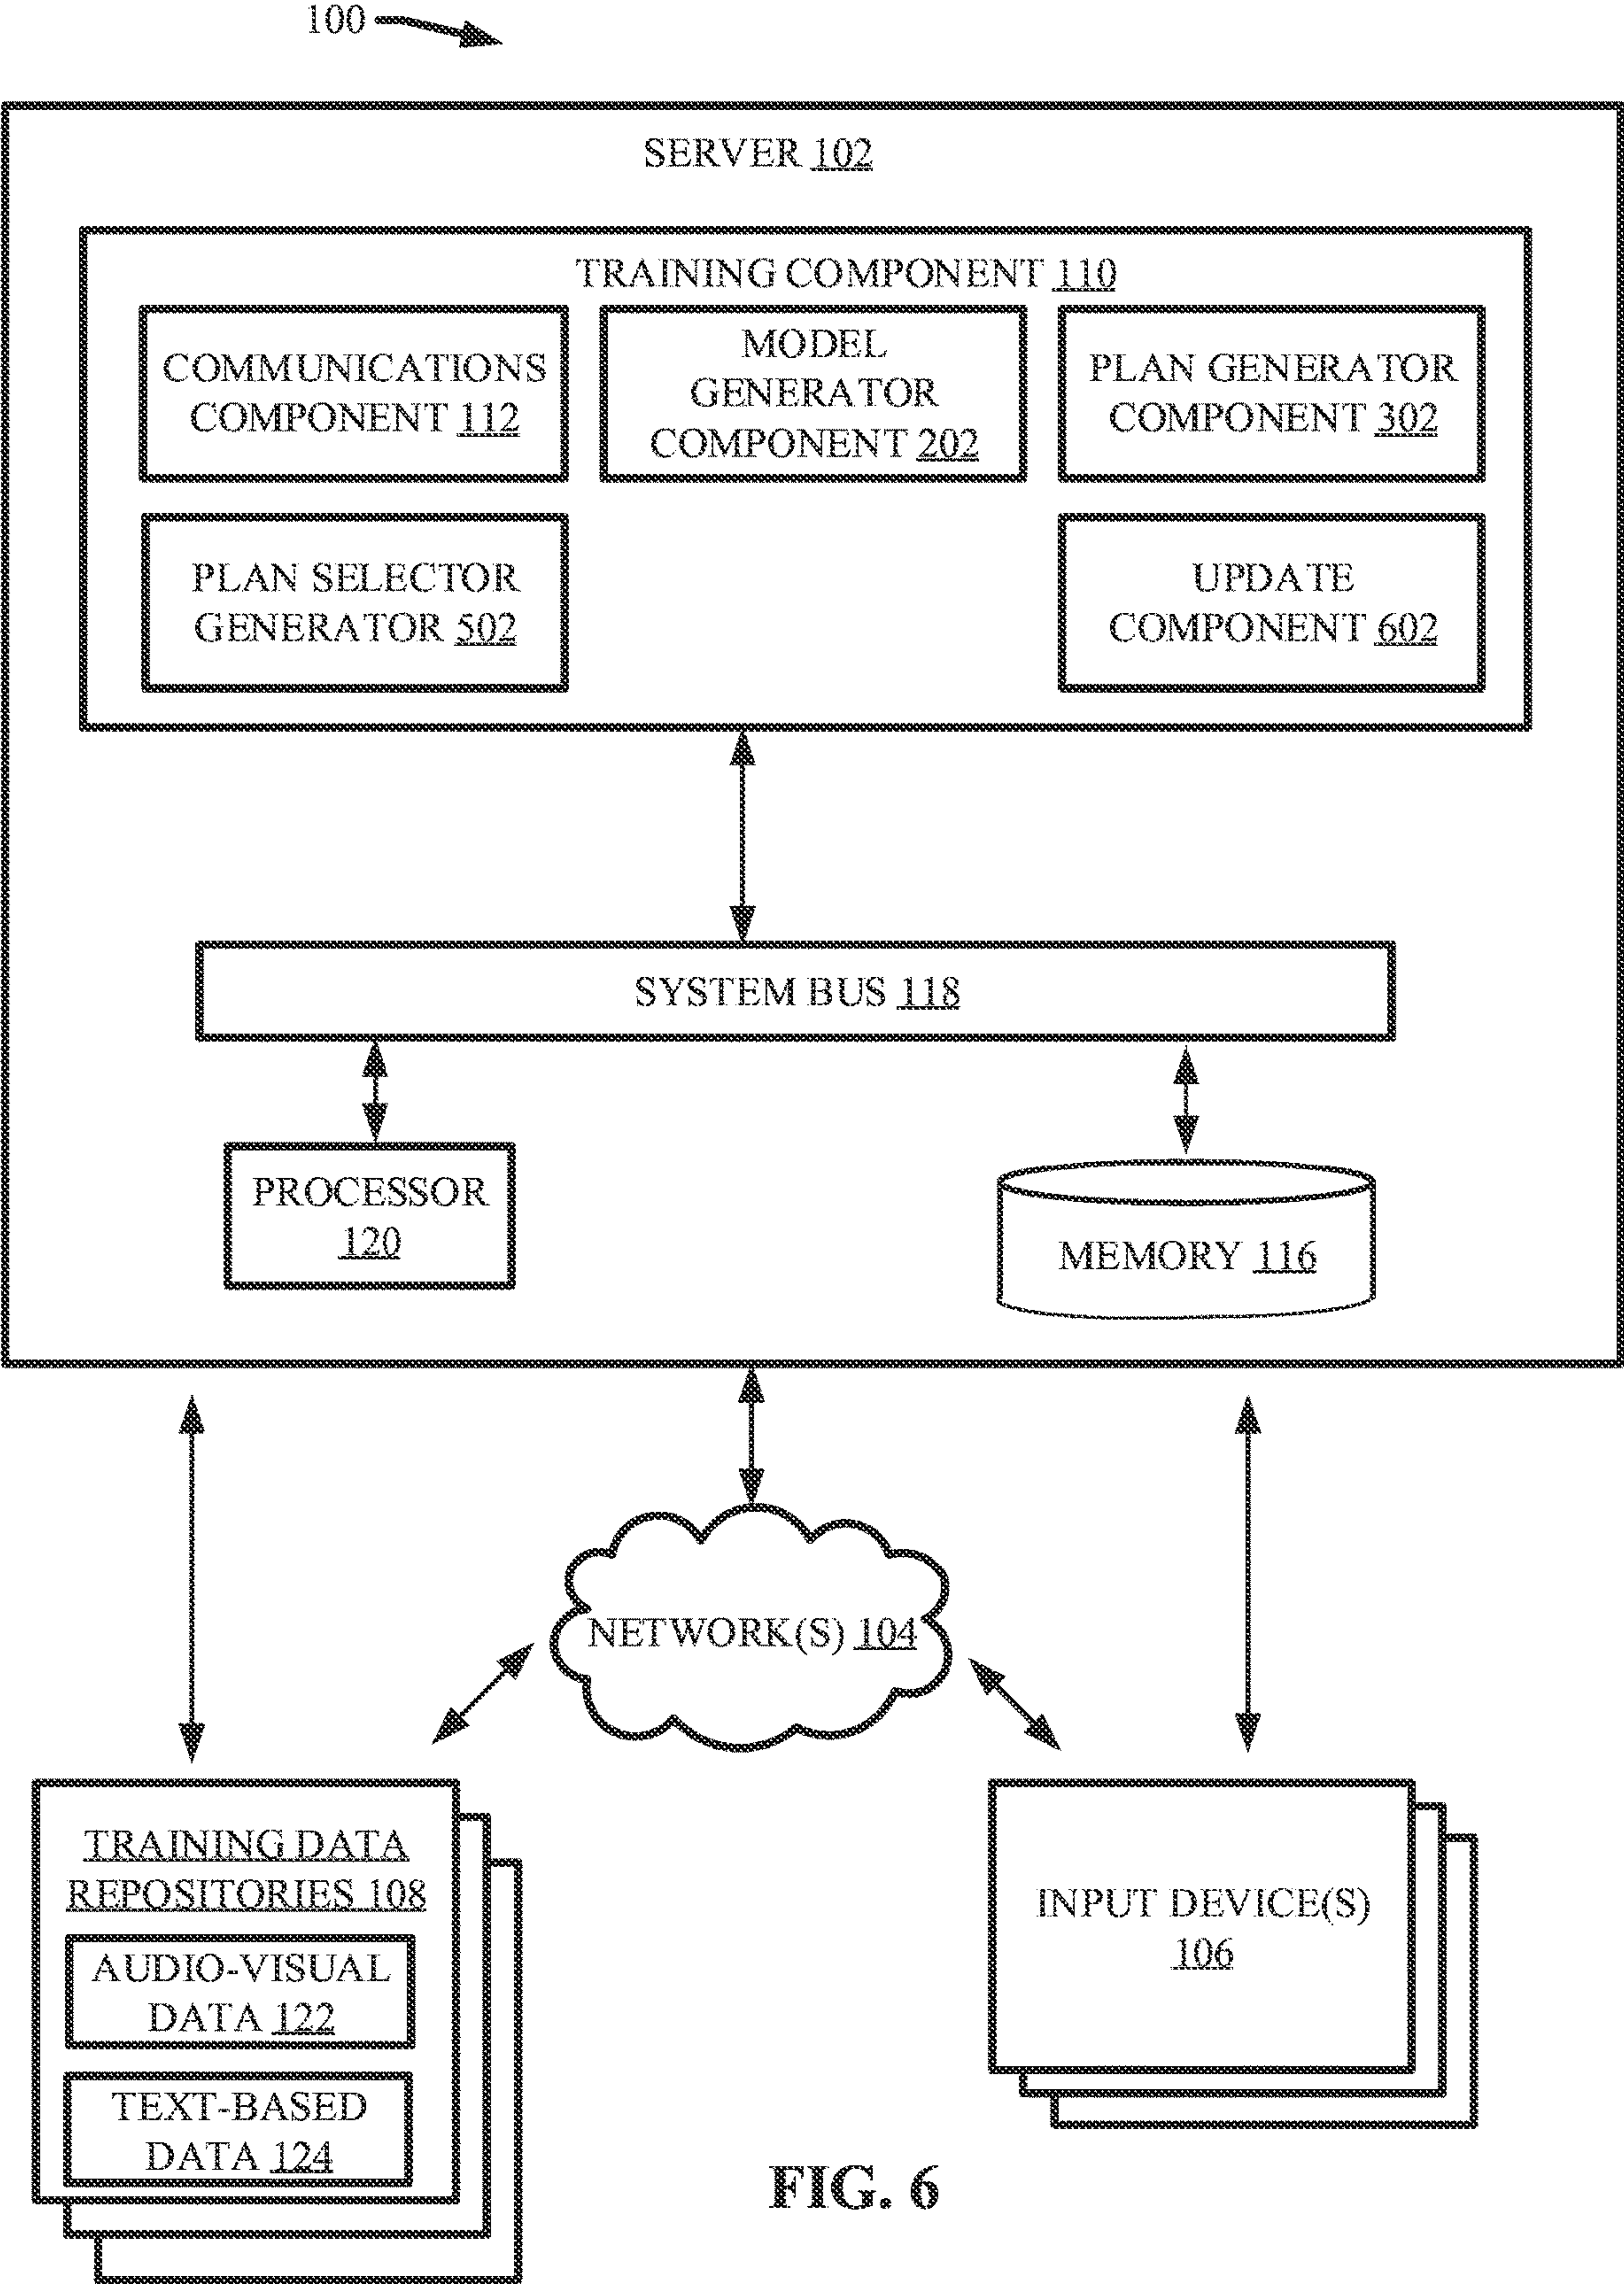 100
SERVER 102
TRAINING COMPONENT 110
COMMUNICATIONS
COMPONENT 112
MODEL
GENERATOR
COMPONENT 202
PLAN GENERATOR
COMPONENT 302
PLAN SELECTOR
GENERATOR 502
UPDATE
COMPONENT 602
SYSTEM BUS 118
PROCESSOR
120
MEMORY 116
NETWORK(S) 104
TRAINING DATA
REPOSITORIES 108
AUDIO-VISUAL
DATA 122
TEXT-BASED
DATA 124
INPUT DEVICE(S)
106
FIG. 6